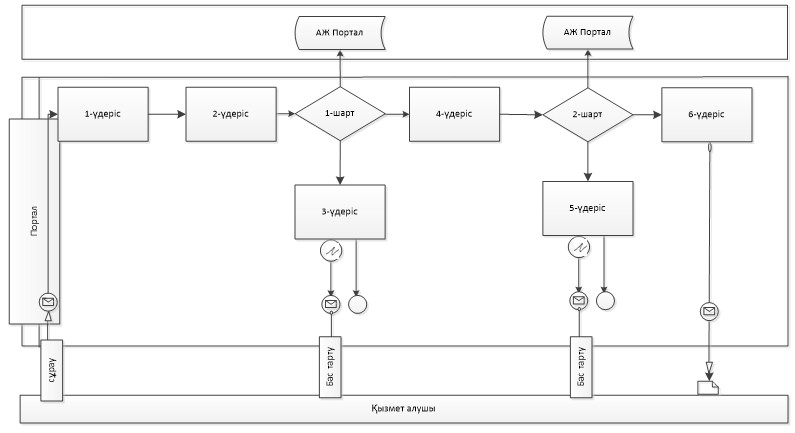 АЖ Портал
АЖ Портал
1-үдеріс
2-үдеріс
1-шарт
4-үдеріс
2-шарт
6-үдеріс
Портал
3-үдеріс
5-үдеріс
сұрау
Бас тарту
Бас тарту
Қызмет алушы